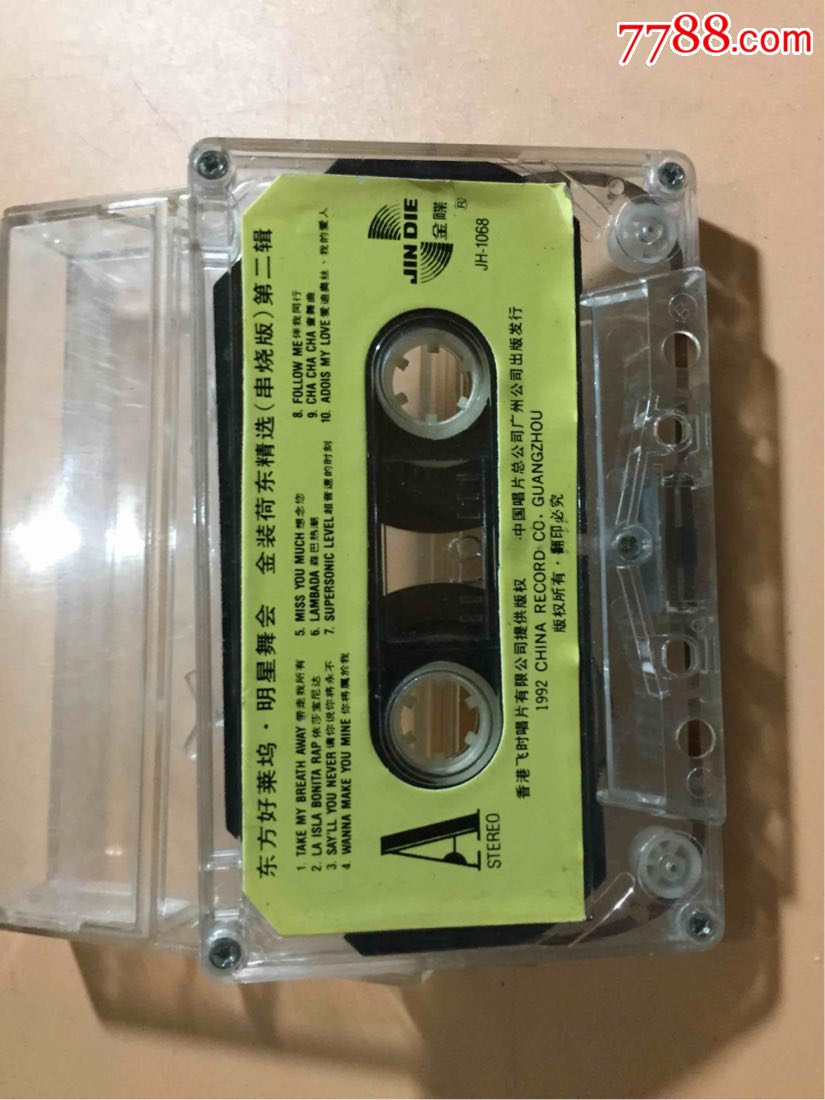 7788.com
东方好莱坞·明星舞会 金装荷东精选(串烧版)第二辑
1. TAKE MY BREATH AWAY 带走我所有
2. LA ISLA BONITA RAP 依莎宝尼达
3. SAY'LL YOU NEVER 请你说你将永不
4. WANNA MAKE YOU MINE 你将属於我
5. MISS YOU MUCH 想念您
6. LAMBADA 森巴热潮
7. SUPERSONIC LEVEL 超音速的时刻
8. FOLLOW ME 伴我同行
9. CHA CHA CHA 查舞曲
10. ADOIS MY LOVE 爱迪奥丝·我的爱人
A
STEREO
JIN DIE
金碟
®
JH-1068
香港飞时唱片有限公司提供版权 中国唱片总公司广州公司出版发行
1992 CHINA RECORD CO. GUANGZHOU
版权所有·翻印必究